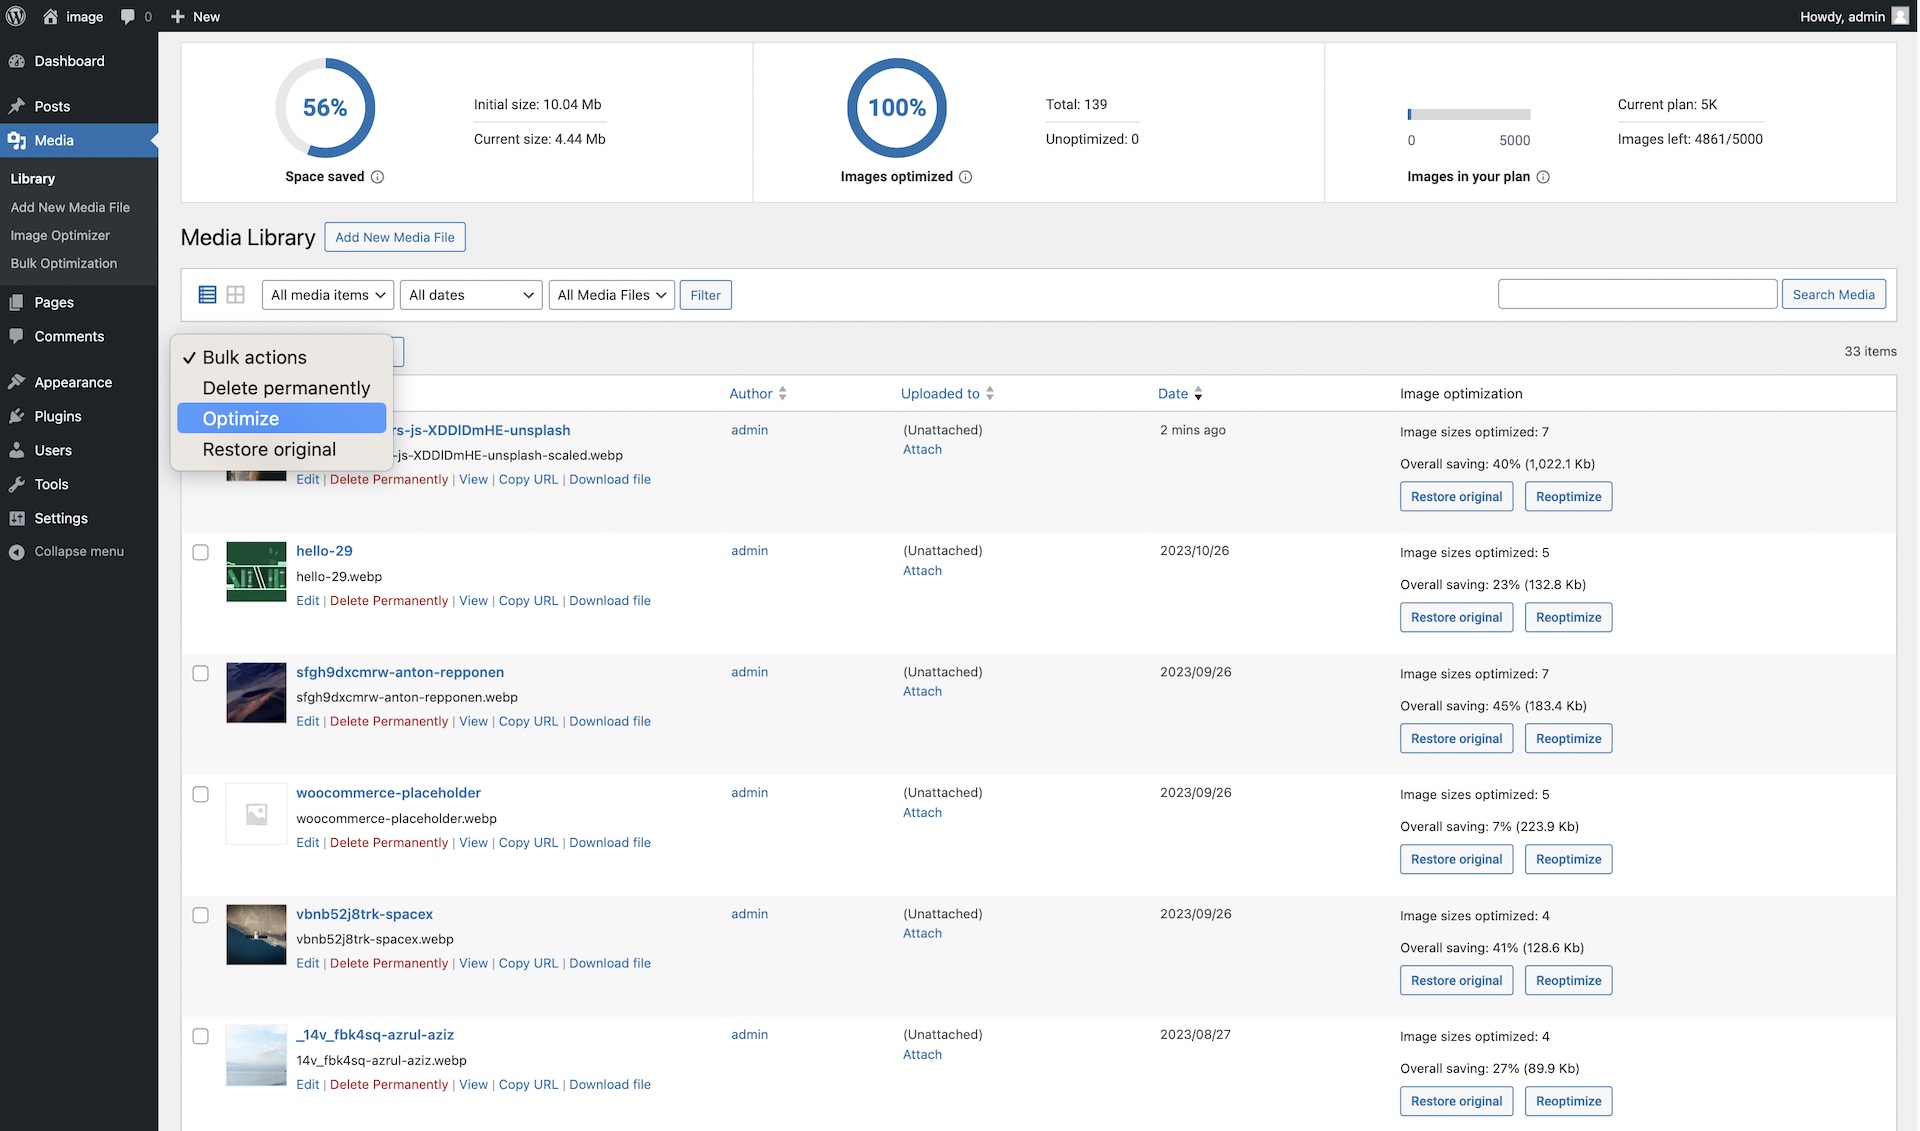 image
0
New
Howdy, admin
Dashboard
Posts
Media
Library
Add New Media File
Image Optimizer
Bulk Optimization
Pages
Comments
Appearance
Plugins
Users
Tools
Settings
Collapse menu
56%
Initial size: 10.04 Mb
Current size: 4.44 Mb
Space saved
100%
Total: 139
Unoptimized: 0
Images optimized
0 5000
Current plan: 5K
Images left: 4861/5000
Images in your plan
Media Library
Add New Media File
All media items
All dates
All Media Files
Filter
Search Media
Bulk actions
Delete permanently
Optimize
Restore original
33 items
Author
Uploaded to
Date
Image optimization
rs-js-XDDlDmHE-unsplash
-js-XDDlDmHE-unsplash-scaled.webp
Edit | Delete Permanently | View | Copy URL | Download file
admin
(Unattached)
Attach
2 mins ago
Image sizes optimized: 7
Overall saving: 40% (1,022.1 Kb)
Restore original
Reoptimize
hello-29
hello-29.webp
Edit | Delete Permanently | View | Copy URL | Download file
admin
(Unattached)
Attach
2023/10/26
Image sizes optimized: 5
Overall saving: 23% (132.8 Kb)
Restore original
Reoptimize
sfgh9dxcmrw-anton-repponen
sfgh9dxcmrw-anton-repponen.webp
Edit | Delete Permanently | View | Copy URL | Download file
admin
(Unattached)
Attach
2023/09/26
Image sizes optimized: 7
Overall saving: 45% (183.4 Kb)
Restore original
Reoptimize
woocommerce-placeholder
woocommerce-placeholder.webp
Edit | Delete Permanently | View | Copy URL | Download file
admin
(Unattached)
Attach
2023/09/26
Image sizes optimized: 5
Overall saving: 7% (223.9 Kb)
Restore original
Reoptimize
vbnb52j8trk-spacex
vbnb52j8trk-spacex.webp
Edit | Delete Permanently | View | Copy URL | Download file
admin
(Unattached)
Attach
2023/09/26
Image sizes optimized: 4
Overall saving: 41% (128.6 Kb)
Restore original
Reoptimize
_14v_fbk4sq-azrul-aziz
14v_fbk4sq-azrul-aziz.webp
Edit | Delete Permanently | View | Copy URL | Download file
admin
(Unattached)
Attach
2023/08/27
Image sizes optimized: 4
Overall saving: 27% (89.9 Kb)
Restore original
Reoptimize